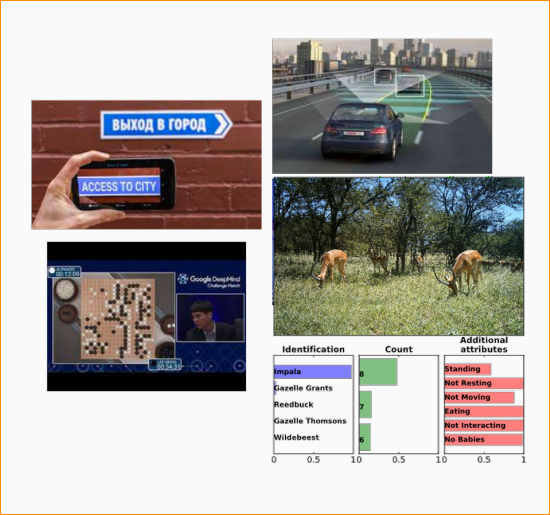 ВЫХОД В ГОРОД
ACCESS TO CITY
ALPHAGO
00:12:09
Google DeepMind
Challenge Match
LEE SEDOL
00:34:31
Identification
Impala
Gazelle Grants
Reedbuck
Gazelle Thomsons
Wildebeest
0 0.5 1
Count
8
7
6
0 0.5 1
Additional
attributes
Standing
Not Resting
Not Moving
Eating
Not Interacting
No Babies
0 0.5 1